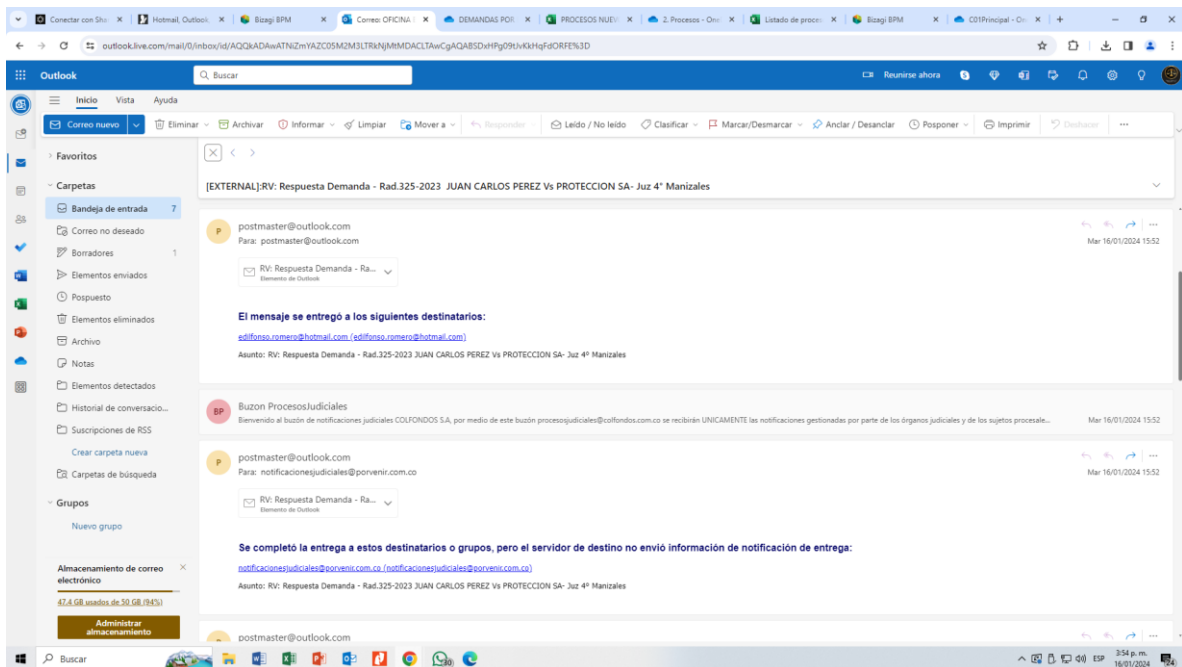 Conectar con Sha
Hotmail, Outlook
Bizagi BPM
Correo: OFICINA
DEMANDAS POR
PROCESOS NUEV
2. Procesos - One
Listado de proce
Bizagi BPM
C01Principal - On
outlook.live.com/mail/0/inbox/id/
Outlook
Buscar
Reunirse ahora
Inicio Vista Ayuda
Correo nuevo Eliminar Archivar Informar Limpiar Mover a Responder Leído / No leído Clasificar Marcar/Desmarcar Anclar / Desanclar Posponer Imprimir Deshacer ...
Favoritos
Carpetas
Bandeja de entrada 7
Correo no deseado
Borradores 1
Elementos enviados
Pospuesto
Elementos eliminados
Archivo
Notas
Elementos detectados
Historial de conversacio...
Suscripciones de RSS
Crear carpeta nueva
Carpetas de búsqueda
Grupos
Nuevo grupo
Almacenamiento de correo
electrónico
47.4 GB usados de 50 GB (94%)
Administrar
almacenamiento
[EXTERNAL]:RV: Respuesta Demanda - Rad.325-2023 JUAN CARLOS PEREZ Vs PROTECCION SA- Juz 4° Manizales
P
postmaster@outlook.com
Para: postmaster@outlook.com
Mar 16/01/2024 15:52
RV: Respuesta Demanda - Ra...
Elemento de Outlook
El mensaje se entregó a los siguientes destinatarios:
edilfonso.romero@hotmail.com (edilfonso.romero@hotmail.com)
Asunto: RV: Respuesta Demanda - Rad.325-2023 JUAN CARLOS PEREZ Vs PROTECCION SA- Juz 4º Manizales
BP
Buzon ProcesosJudiciales
Bienvenido al buzón de notificaciones judiciales COLFONDOS S.A, por medio de este buzón procesosjudiciales@colfondos.com.co se recibirán UNICAMENTE las notificaciones gestionadas por parte de los órganos judiciales y de los sujetos procesale...
Mar 16/01/2024 15:52
P
postmaster@outlook.com
Para: notificacionesjudiciales@porvenir.com.co
Mar 16/01/2024 15:52
RV: Respuesta Demanda - Ra...
Elemento de Outlook
Se completó la entrega a estos destinatarios o grupos, pero el servidor de destino no envió información de notificación de entrega:
notificacionesjudiciales@porvenir.com.co (notificacionesjudiciales@porvenir.com.co)
Asunto: RV: Respuesta Demanda - Rad.325-2023 JUAN CARLOS PEREZ Vs PROTECCION SA- Juz 4º Manizales
postmaster@outlook.com
Buscar
ESP
3:54 p. m.
16/01/2024